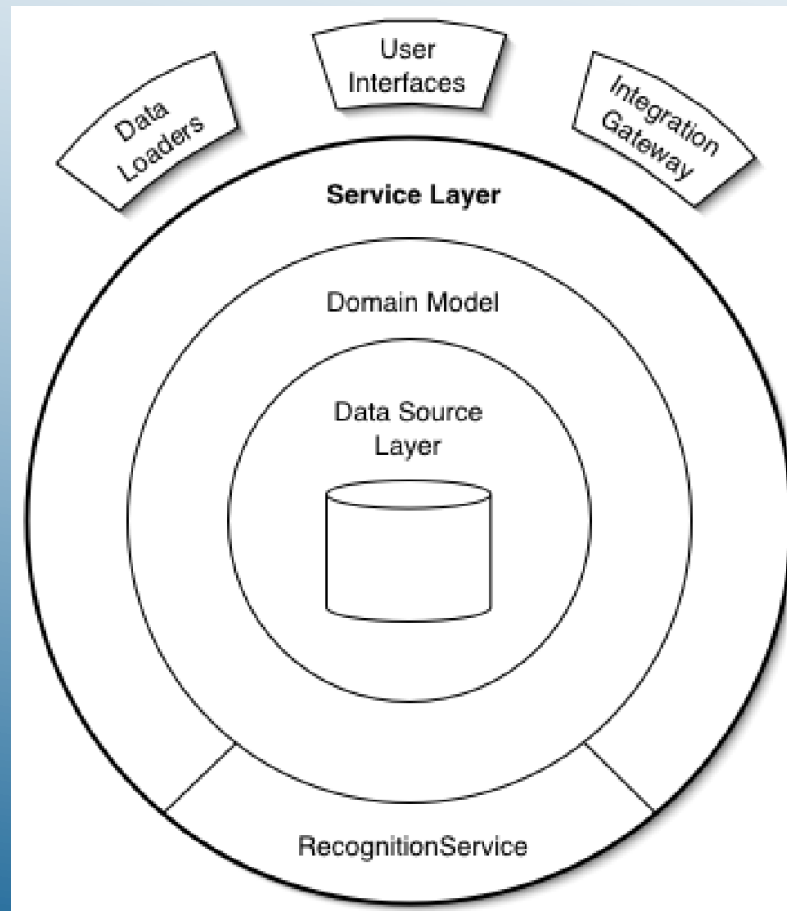 Data
Loaders
User
Interfaces
Integration
Gateway
Service Layer
Domain Model
Data Source
Layer
RecognitionService